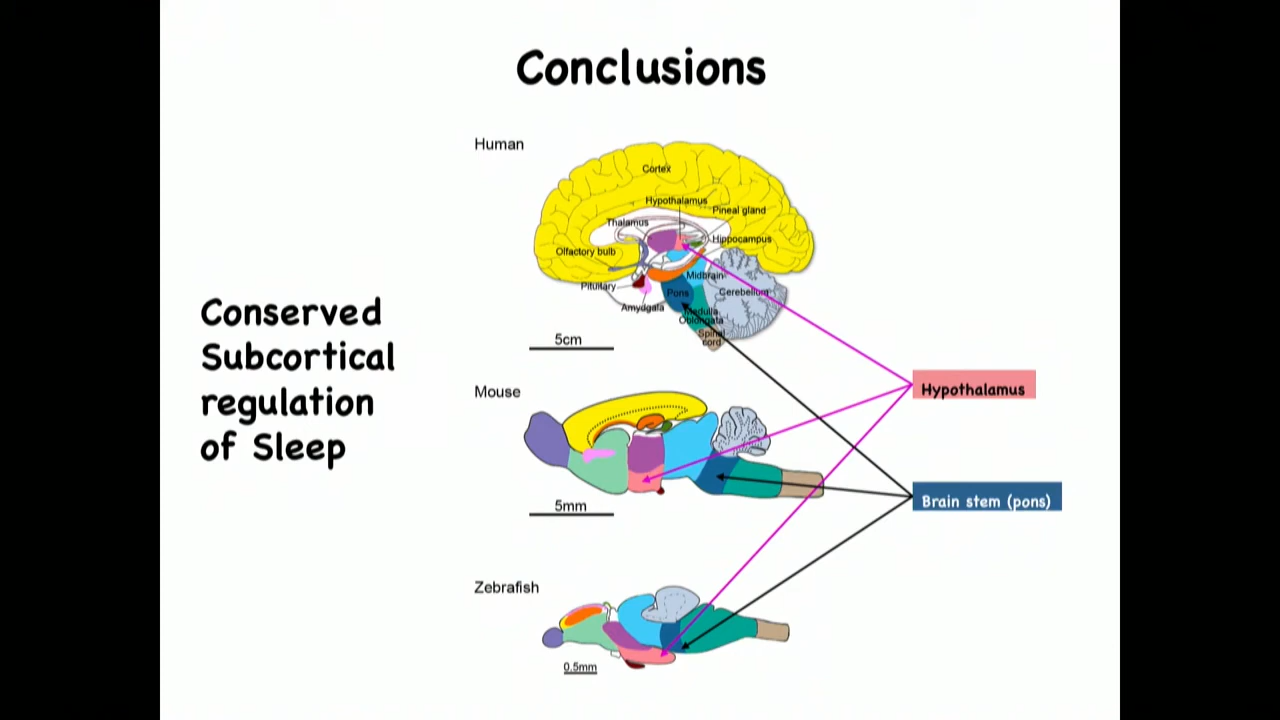 Conclusions
Human
Cortex
Hypothalamus
Pineal gland
Thalamus
Hippocampus
Olfactory bulb
Midbrain
Pituitary
Pons
Cerebellum
Amygdala
Medulla
Oblongata
Spinal
cord
5cm
Conserved
Subcortical
regulation
of Sleep
Mouse
5mm
Hypothalamus
Brain stem (pons)
Zebrafish
0.5mm